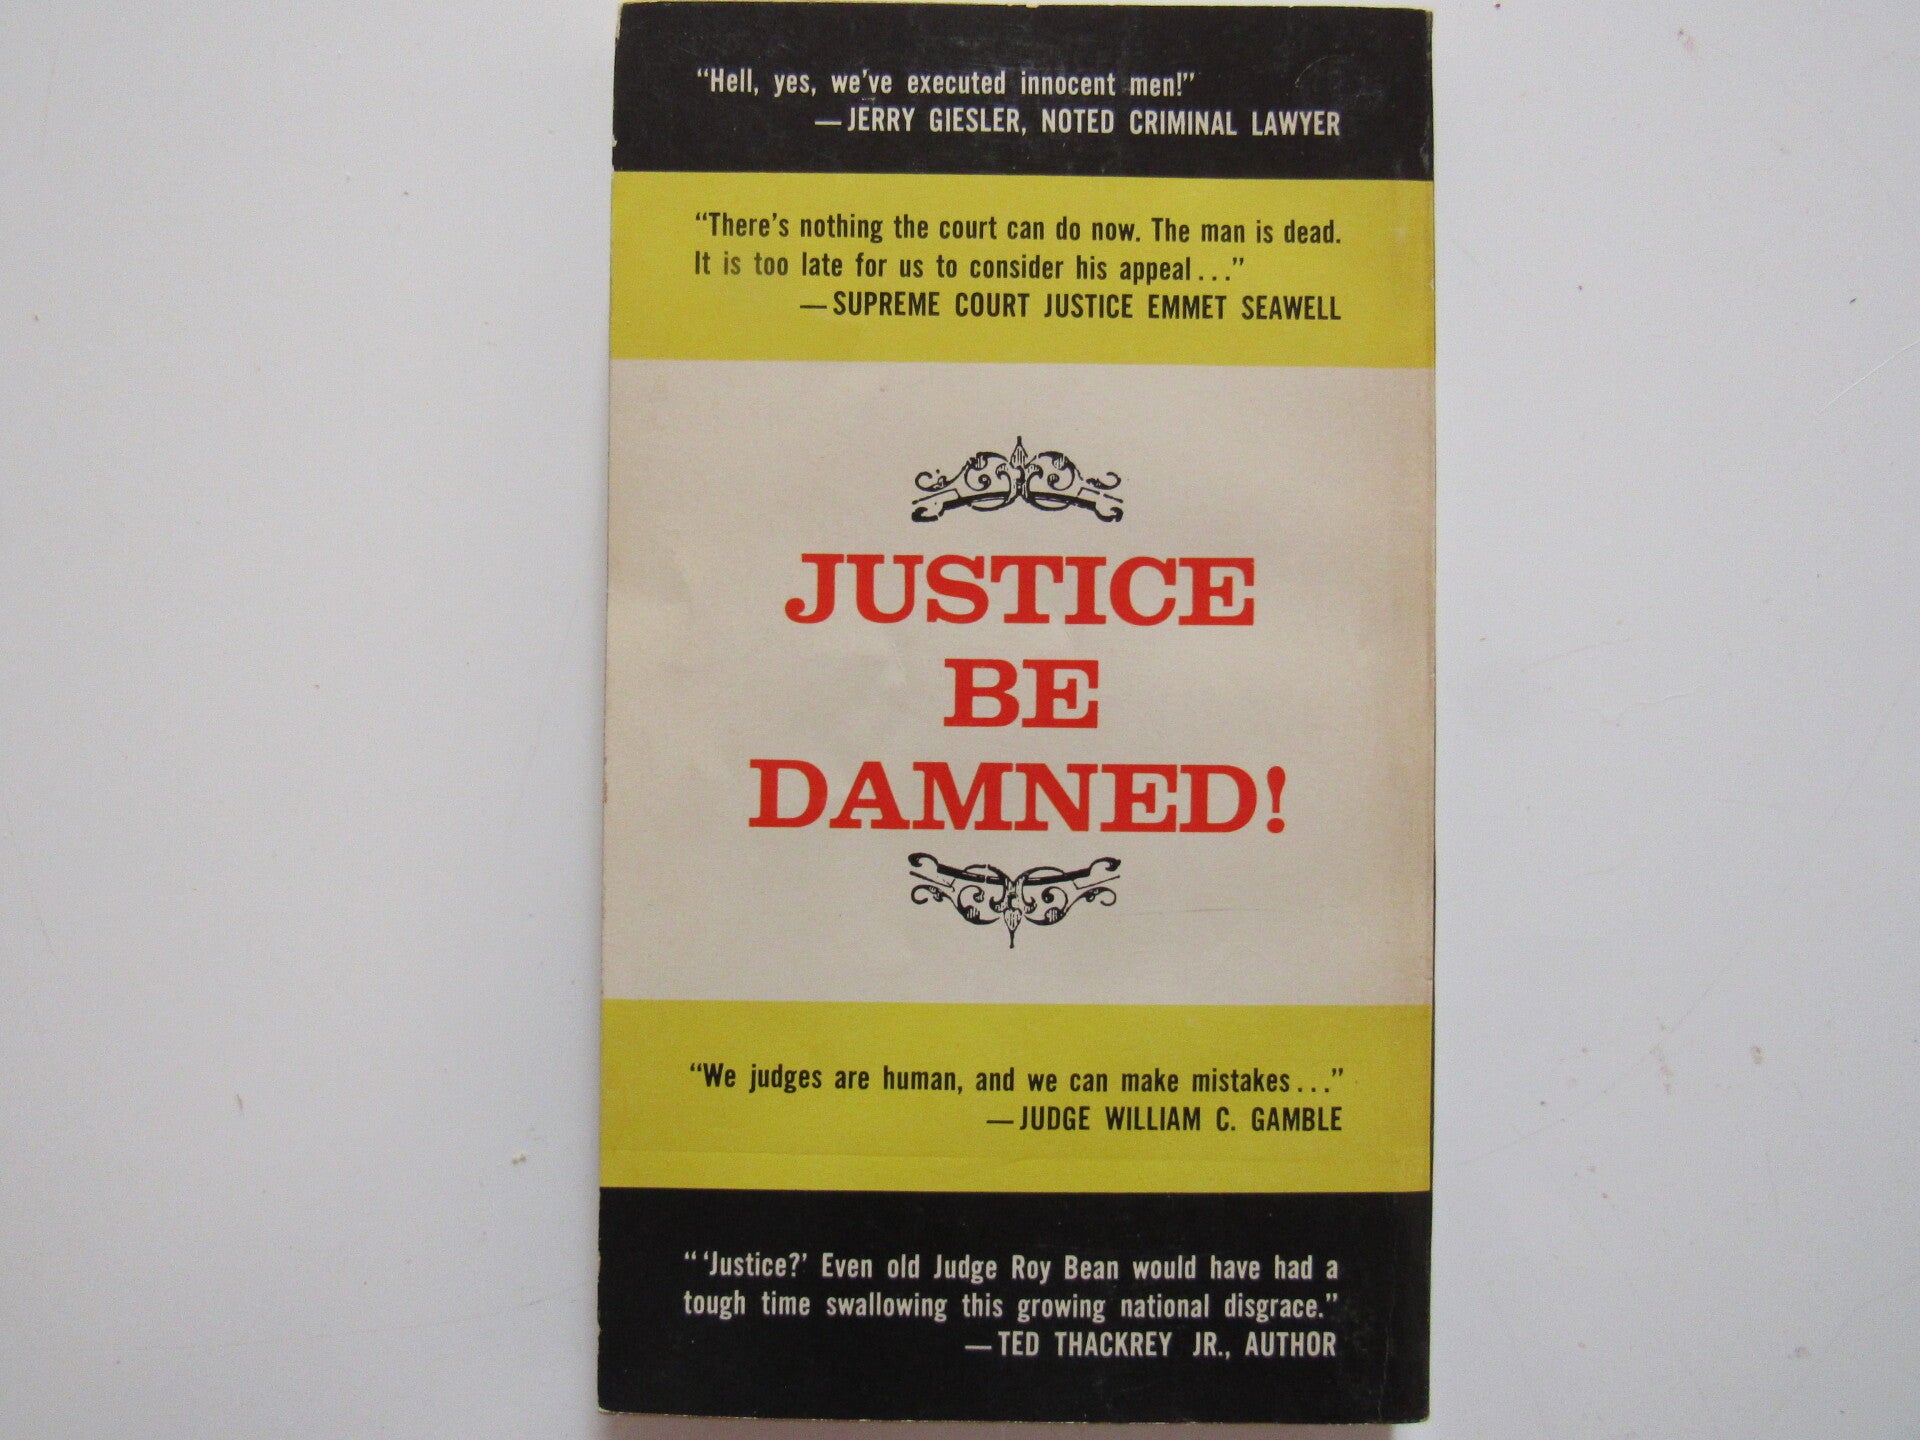 “Hell, yes, we’ve executed innocent men!”
—JERRY GIESLER, NOTED CRIMINAL LAWYER
“There’s nothing the court can do now. The man is dead.
It is too late for us to consider his appeal...”
—SUPREME COURT JUSTICE EMMET SEAWELL
JUSTICE
BE
DAMNED!
“We judges are human, and we can make mistakes...”
—JUDGE WILLIAM C. GAMBLE
“ ‘Justice?’ Even old Judge Roy Bean would have had a
tough time swallowing this growing national disgrace.”
—TED THACKREY JR., AUTHOR